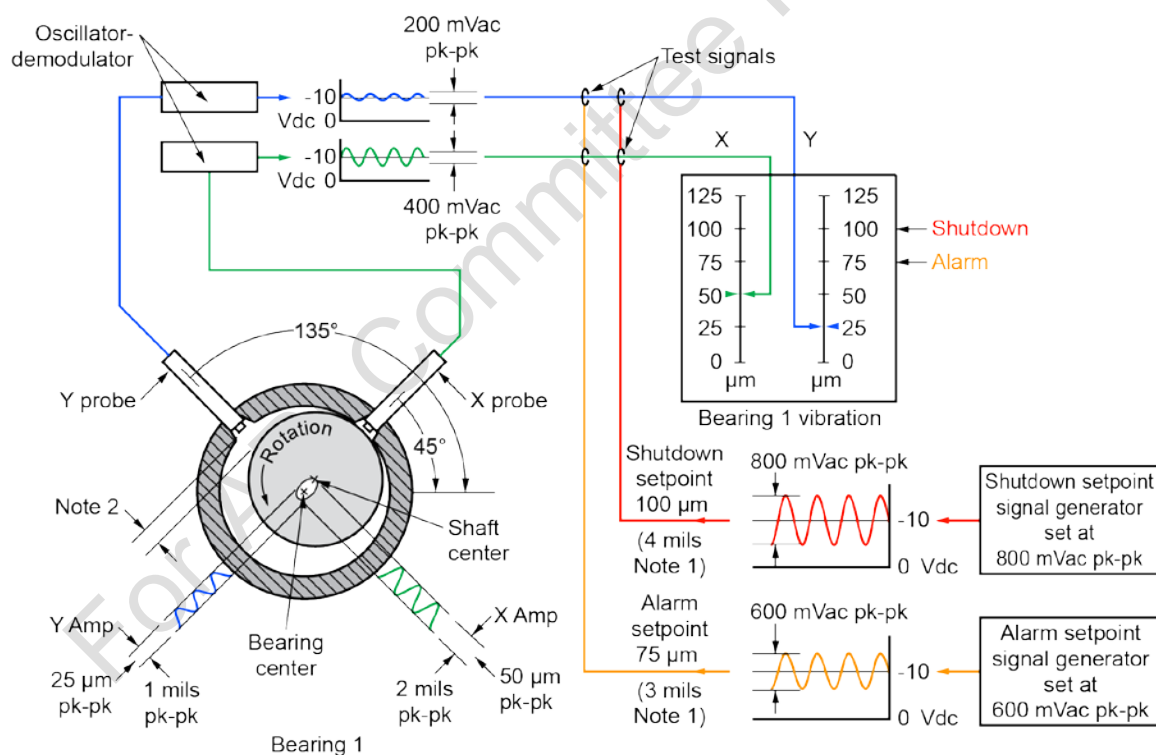 Oscillator-
demodulator
200 mVac
pk-pk
-10
Vdc 0
-10
Vdc 0
400 mVac
pk-pk
Test signals
X
Y
125
100
75
50
25
0
µm
125
100
75
50
25
0
µm
Shutdown
Alarm
Bearing 1 vibration
135°
45°
Y probe
X probe
Rotation
Note 2
Shaft
center
Bearing
center
Y Amp
25 µm
pk-pk
1 mils
pk-pk
X Amp
2 mils
pk-pk
50 µm
pk-pk
Bearing 1
Shutdown
setpoint
100 µm
(4 mils
Note 1)
800 mVac pk-pk
-10
0 Vdc
Shutdown setpoint
signal generator
set at
800 mVac pk-pk
Alarm
setpoint
75 µm
(3 mils
Note 1)
600 mVac pk-pk
-10
0 Vdc
Alarm setpoint
signal generator
set at
600 mVac pk-pk
For A Committee